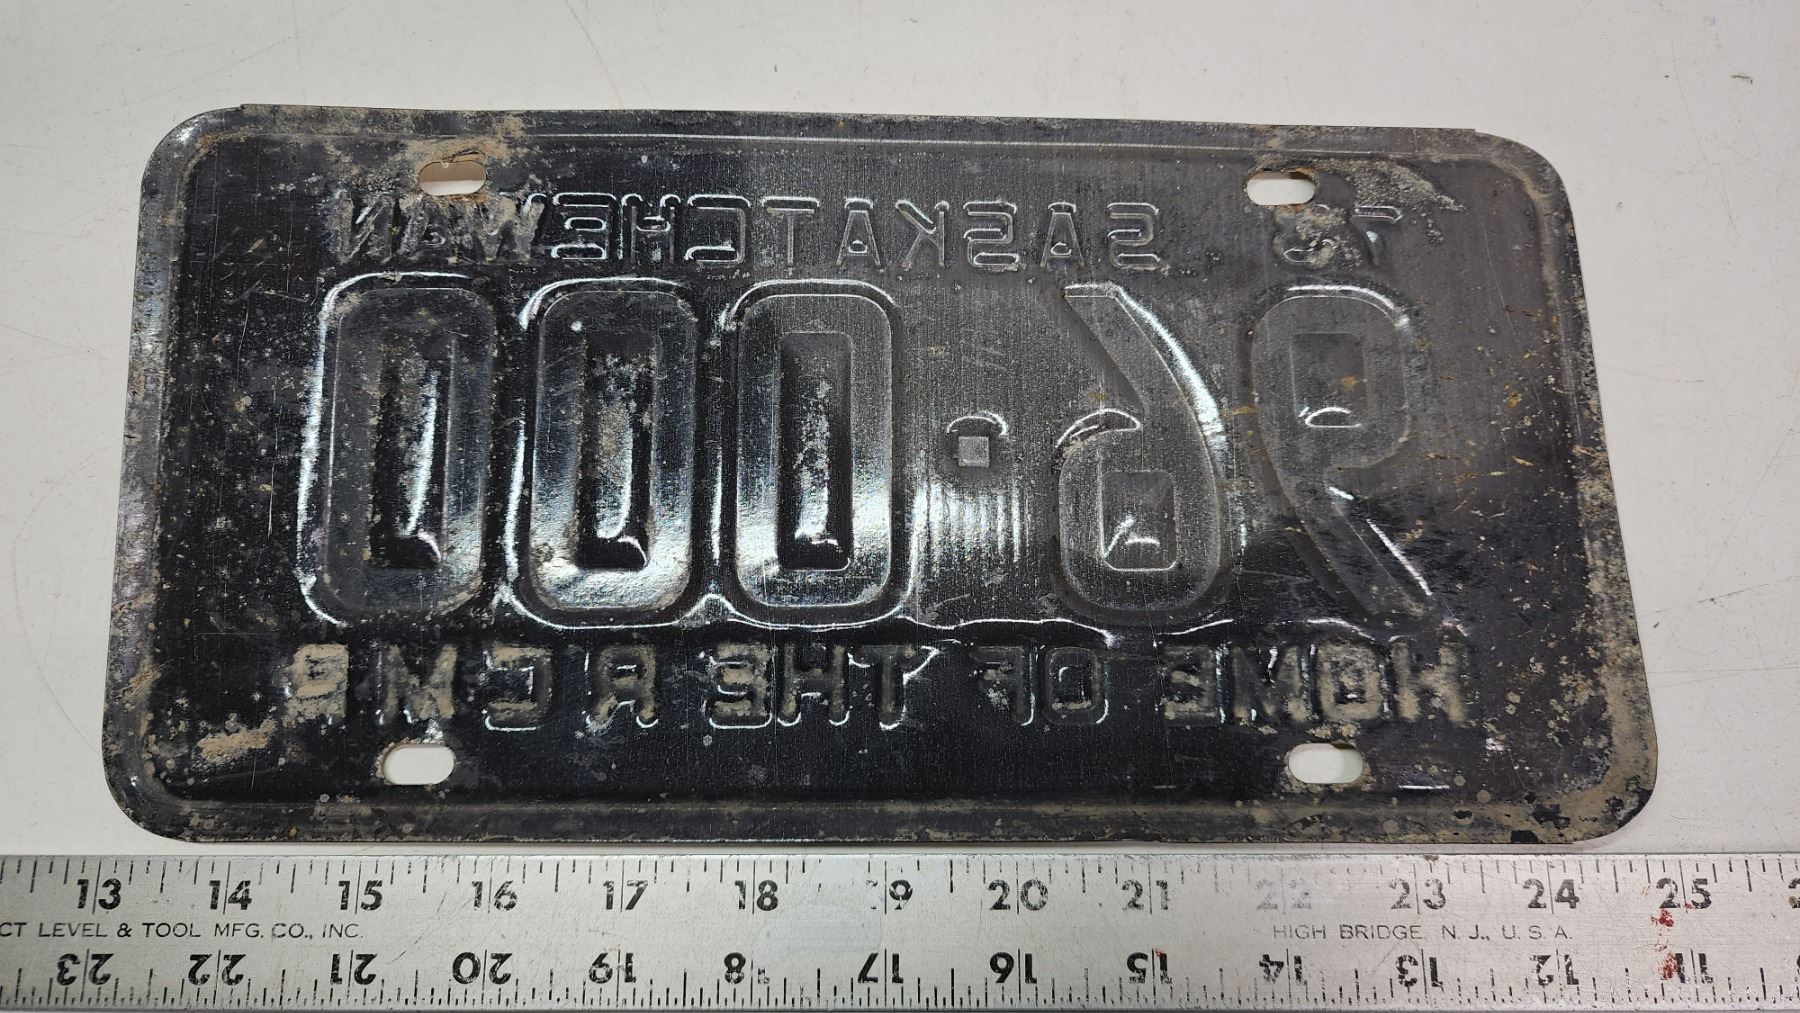 73 SASKATCHEWAN
96·000
HOME OF THE RCMP
13 14 15 16 17 18 19 20 21 22 23 24 25
CT LEVEL & TOOL MFG. CO., INC. HIGH BRIDGE, N.J., U.S.A.
23 22 21 20 19 18 17 16 15 14 13 12 11